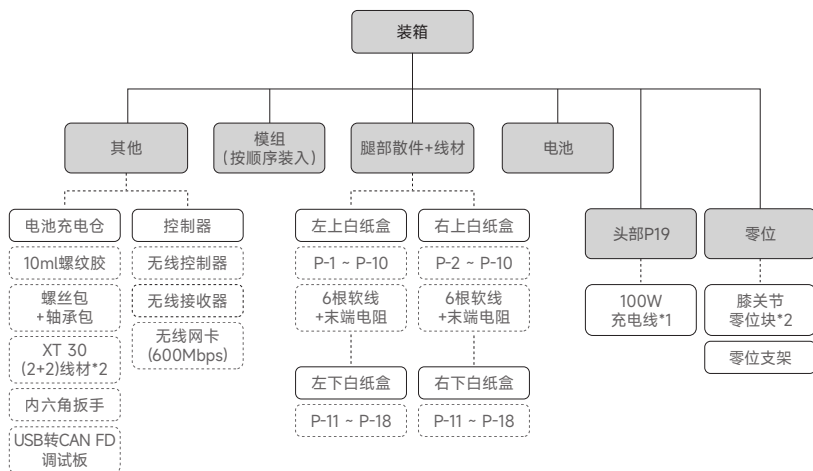 装箱
其他
模组
(按顺序装入)
腿部散件+线材
电池
头部P19
零位
电池充电仓
10ml螺纹胶
螺丝包
+轴承包
XT 30
(2+2)线材*2
内六角扳手
USB转CAN FD
调试板
控制器
无线控制器
无线接收器
无线网卡
(600Mbps)
左上白纸盒
P-1 ~ P-10
6根软线
+末端电阻
左下白纸盒
P-11 ~ P-18
右上白纸盒
P-2 ~ P-10
6根软线
+末端电阻
右下白纸盒
P-11 ~ P-18
100W
充电线*1
膝关节
零位块*2
零位支架